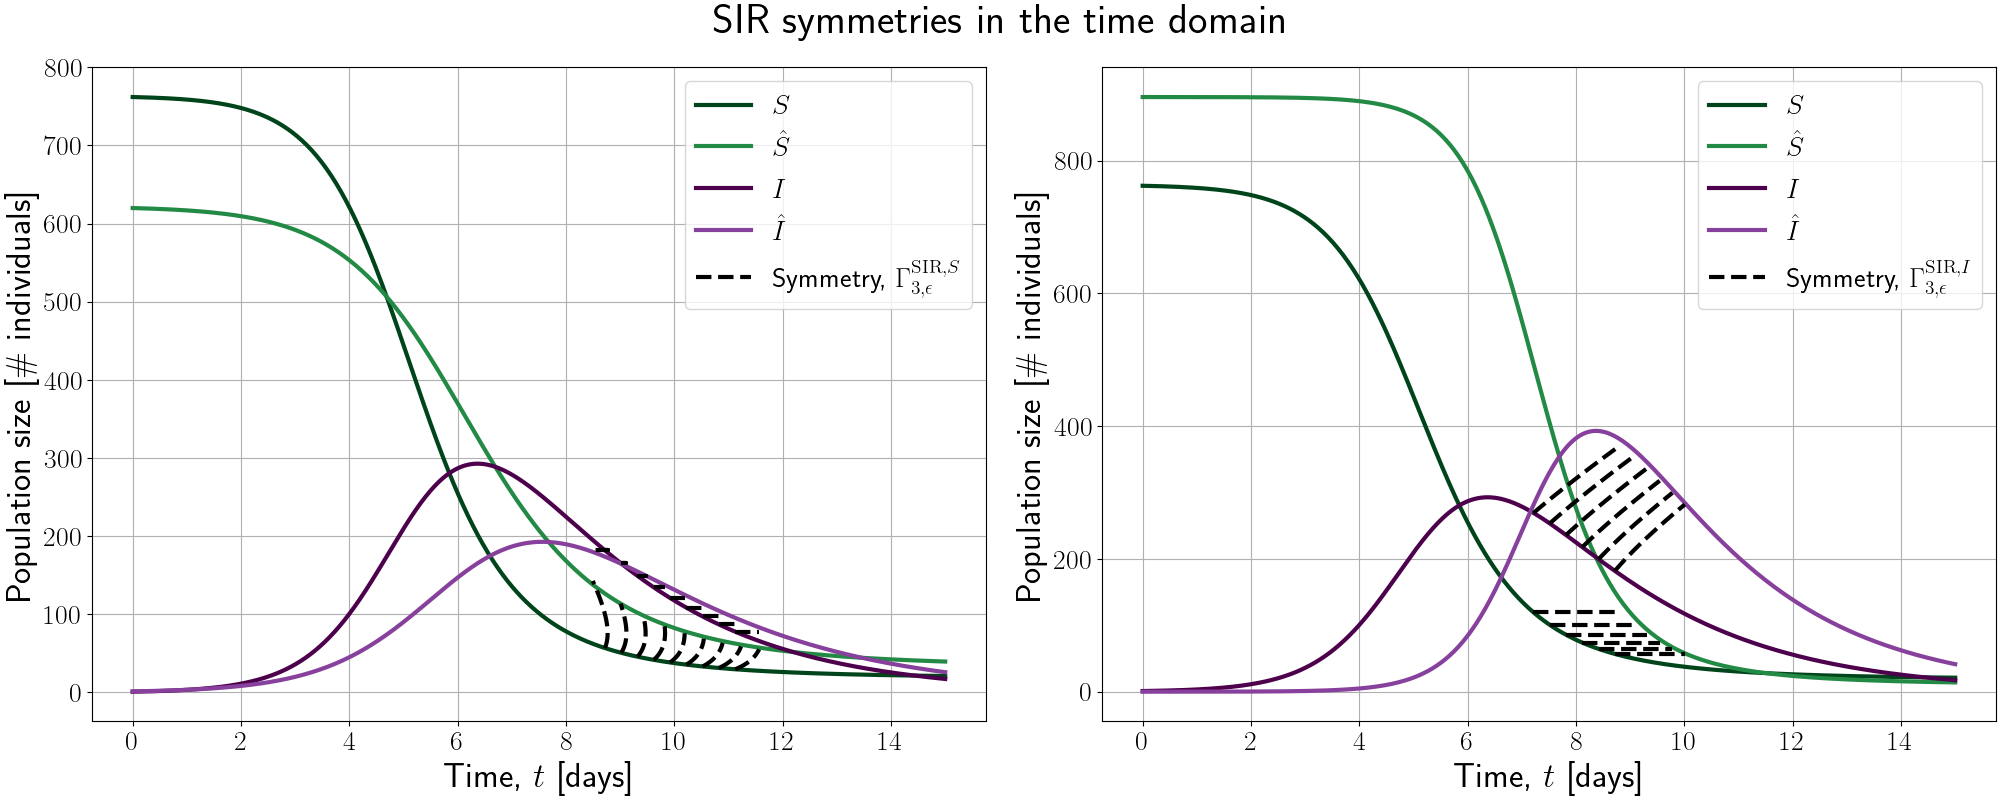 SIR symmetries in the time domain
Population size [# individuals]
800
700
600
500
400
300
200
100
0
0 2 4 6 8 10 12 14
Time, t [days]
S
Ŝ
I
Î
Symmetry, Γ_{3,ϵ}^{SIR,S}
Population size [# individuals]
800
600
400
200
0
0 2 4 6 8 10 12 14
Time, t [days]
S
Ŝ
I
Î
Symmetry, Γ_{3,ϵ}^{SIR,I}